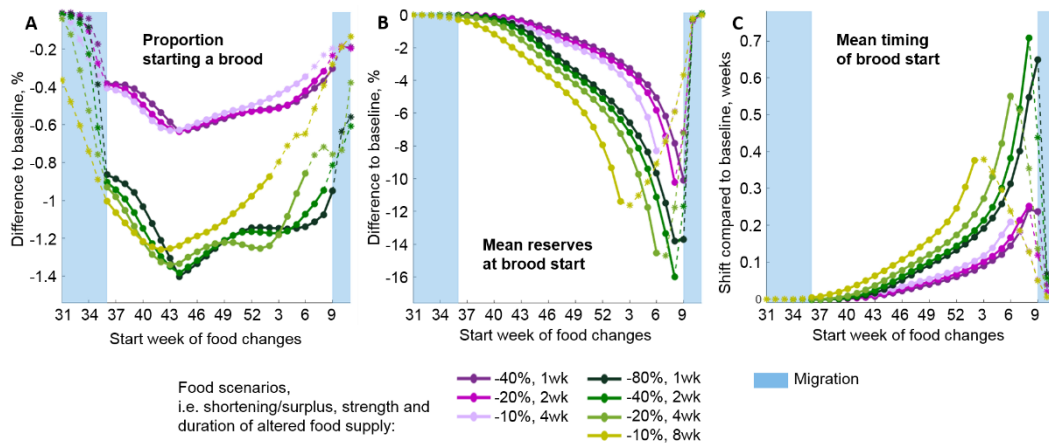 A
Proportion
starting a brood
Difference to baseline, %
-0.2
-0.4
-0.6
-0.8
-1
-1.2
-1.4
31 34 37 40 43 46 49 52 3 6 9
Start week of food changes
B
Mean reserves
at brood start
Difference to baseline, %
0
-2
-4
-6
-8
-10
-12
-14
-16
31 34 37 40 43 46 49 52 3 6 9
Start week of food changes
C
Mean timing
of brood start
Shift compared to baseline, weeks
0.7
0.6
0.5
0.4
0.3
0.2
0.1
0
31 34 37 40 43 46 49 52 3 6 9
Start week of food changes
Food scenarios,
i.e. shortening/surplus, strength and
duration of altered food supply:
-40%, 1wk
-20%, 2wk
-10%, 4wk
-80%, 1wk
-40%, 2wk
-20%, 4wk
-10%, 8wk
Migration